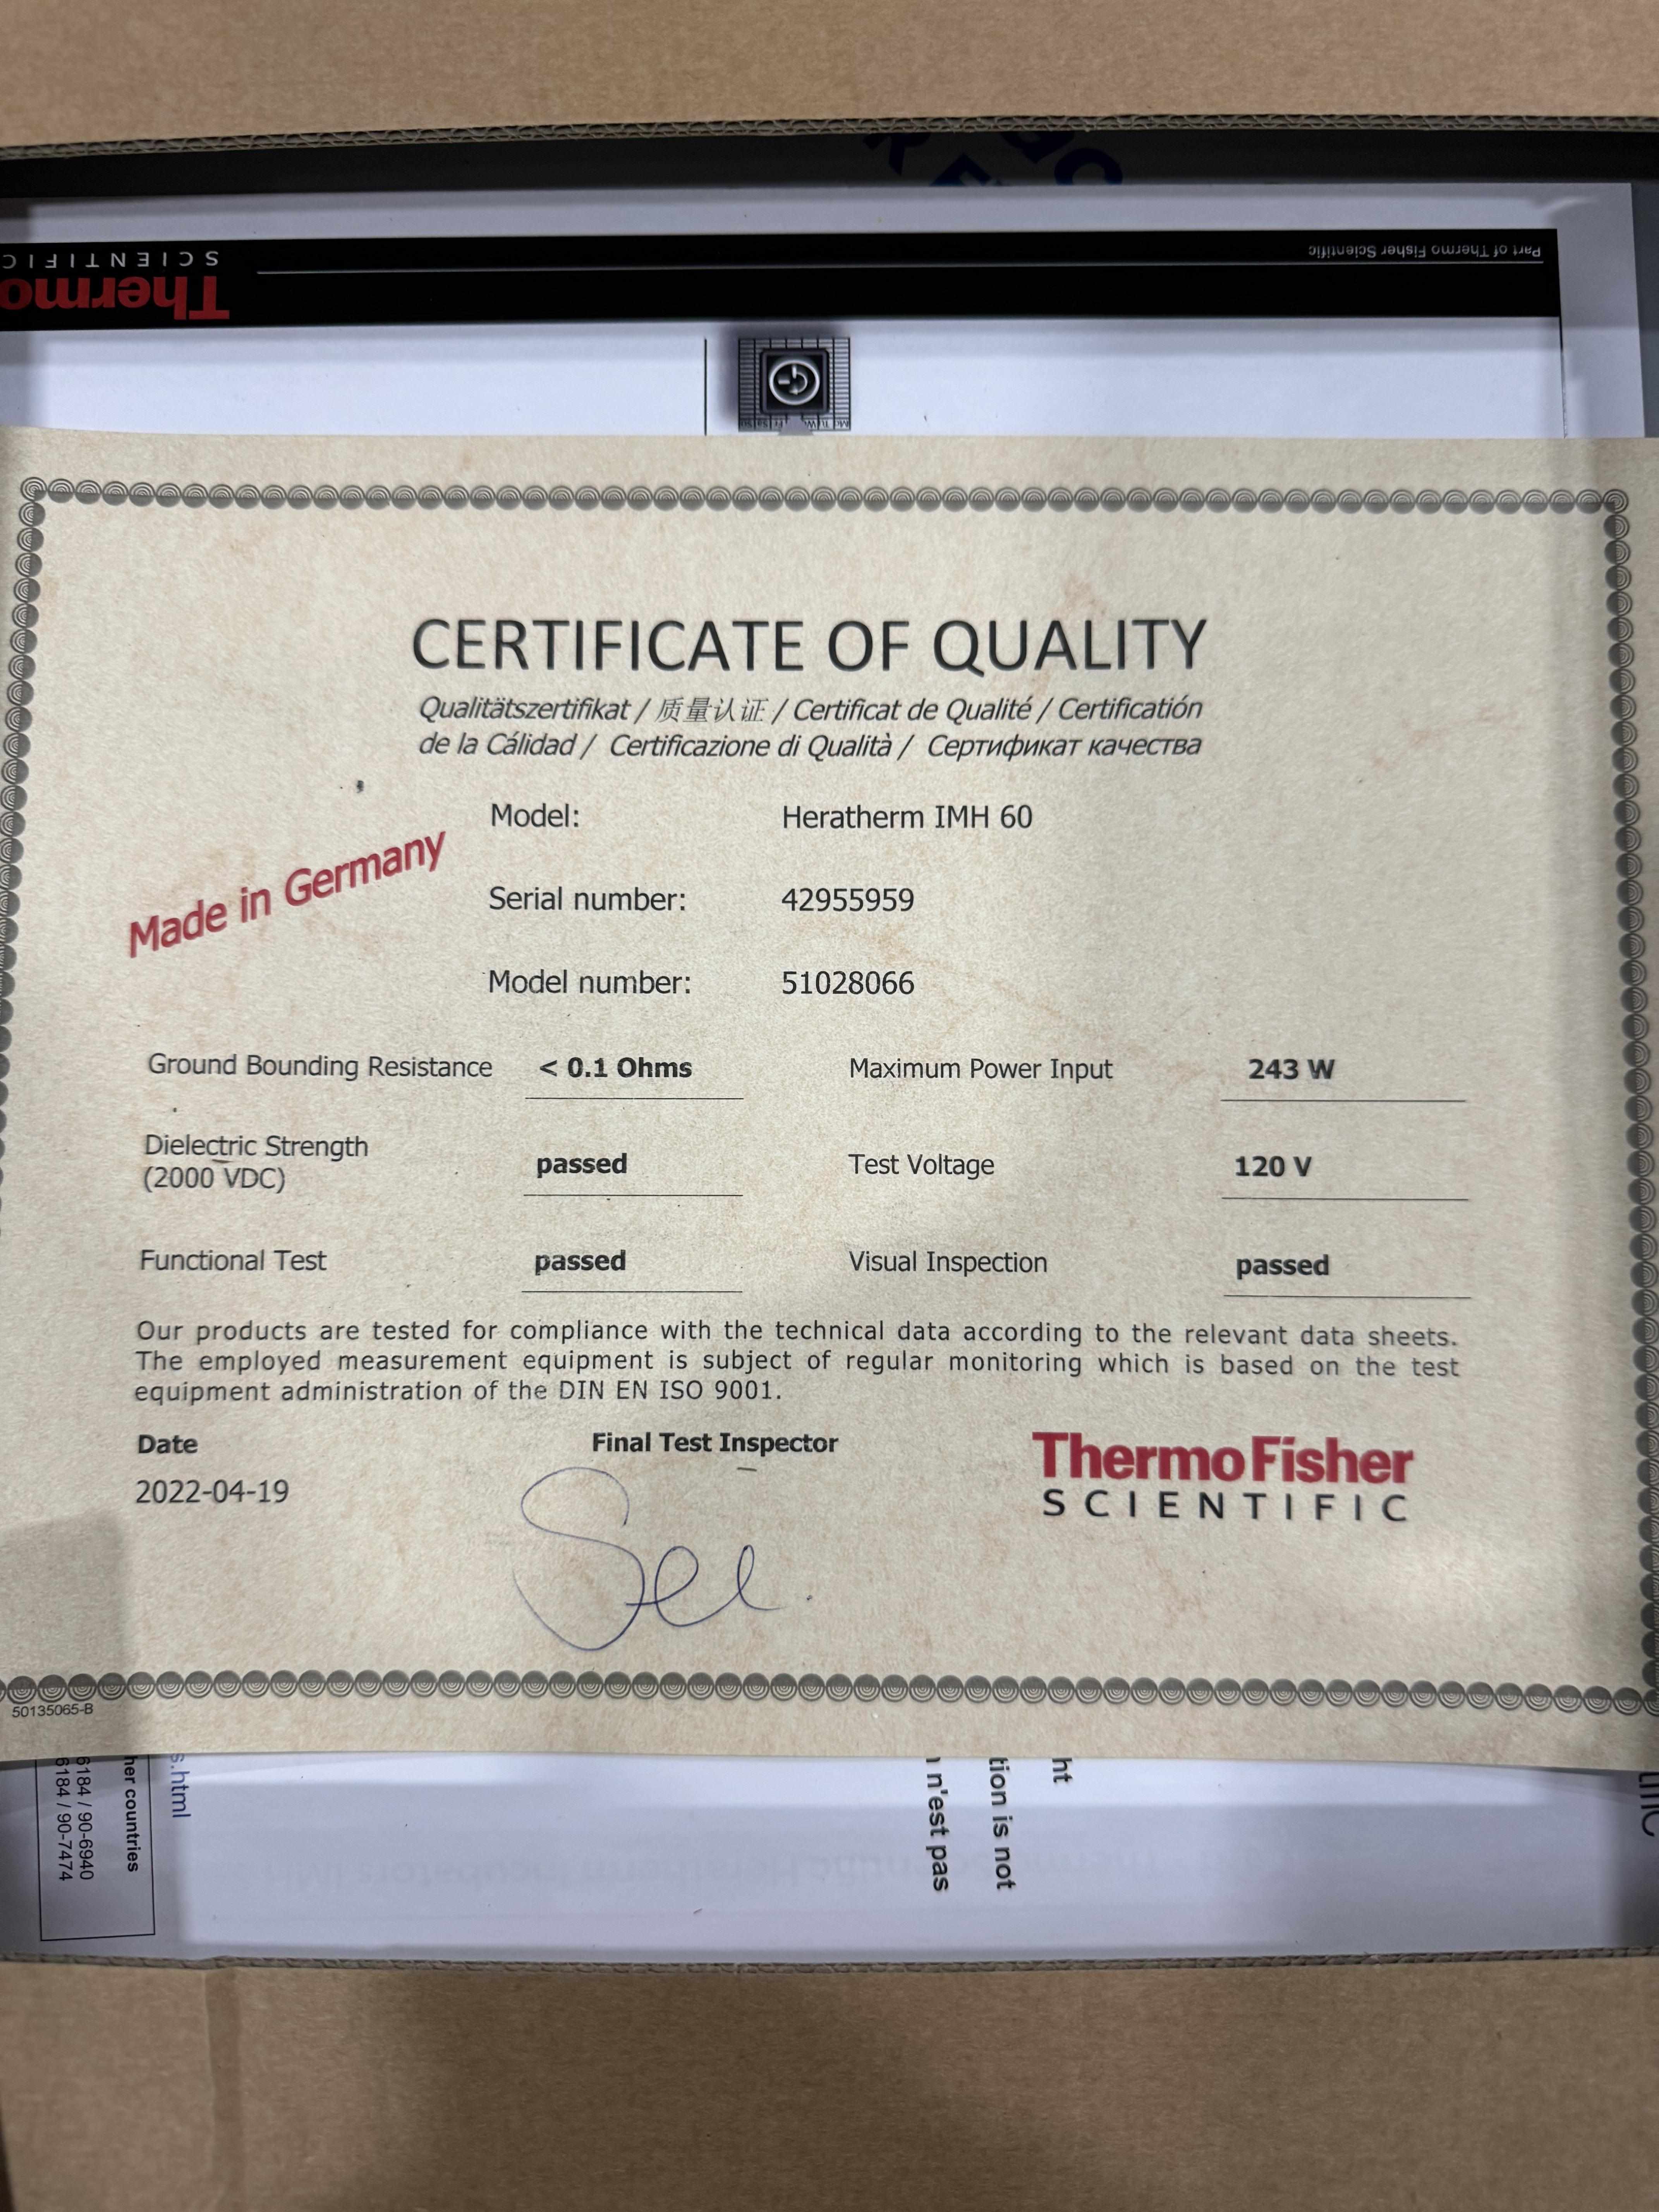 Part of Thermo Fisher Scientific
Thermo
SCIENTIFIC
CERTIFICATE OF QUALITY
Qualitätszertifikat / 质量认证 / Certificat de Qualité / Certificatión
de la Cálidad / Certificazione di Qualità / Сертификат качества
Model: Heratherm IMH 60
Made in Germany
Serial number: 42955959
Model number: 51028066
Ground Bounding Resistance < 0.1 Ohms Maximum Power Input 243 W
Dielectric Strength
(2000 VDC) passed Test Voltage 120 V
Functional Test passed Visual Inspection passed
Our products are tested for compliance with the technical data according to the relevant data sheets.
The employed measurement equipment is subject of regular monitoring which is based on the test
equipment administration of the DIN EN ISO 9001.
Date Final Test Inspector
2022-04-19
ThermoFisher
SCIENTIFIC
50135065-B
her countries
6184 / 90-6940
6184 / 90-7474
s.html
ht
tion is not
n'est pas